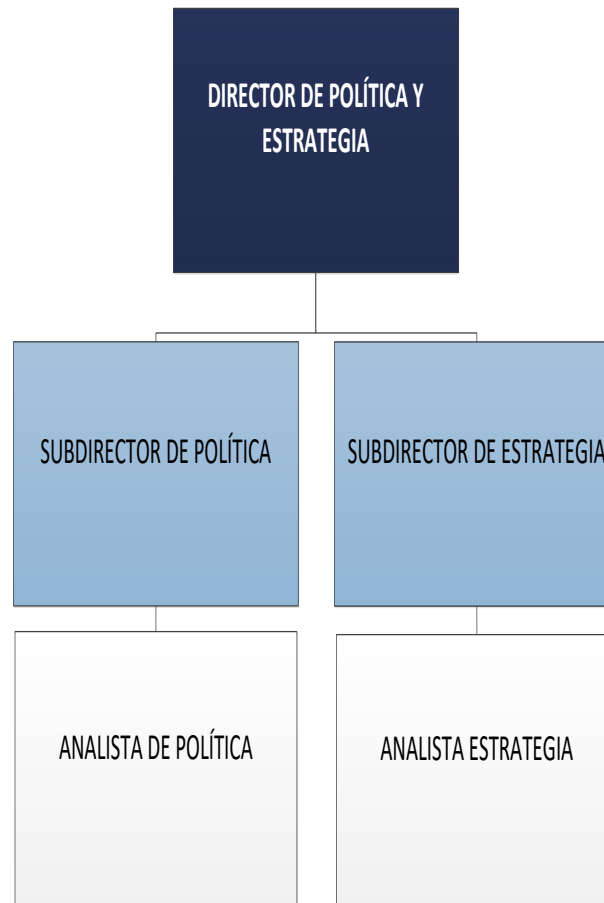 DIRECTOR DE POLÍTICA Y
ESTRATEGIA
SUBDIRECTOR DE POLÍTICA
SUBDIRECTOR DE ESTRATEGIA
ANALISTA DE POLÍTICA
ANALISTA ESTRATEGIA